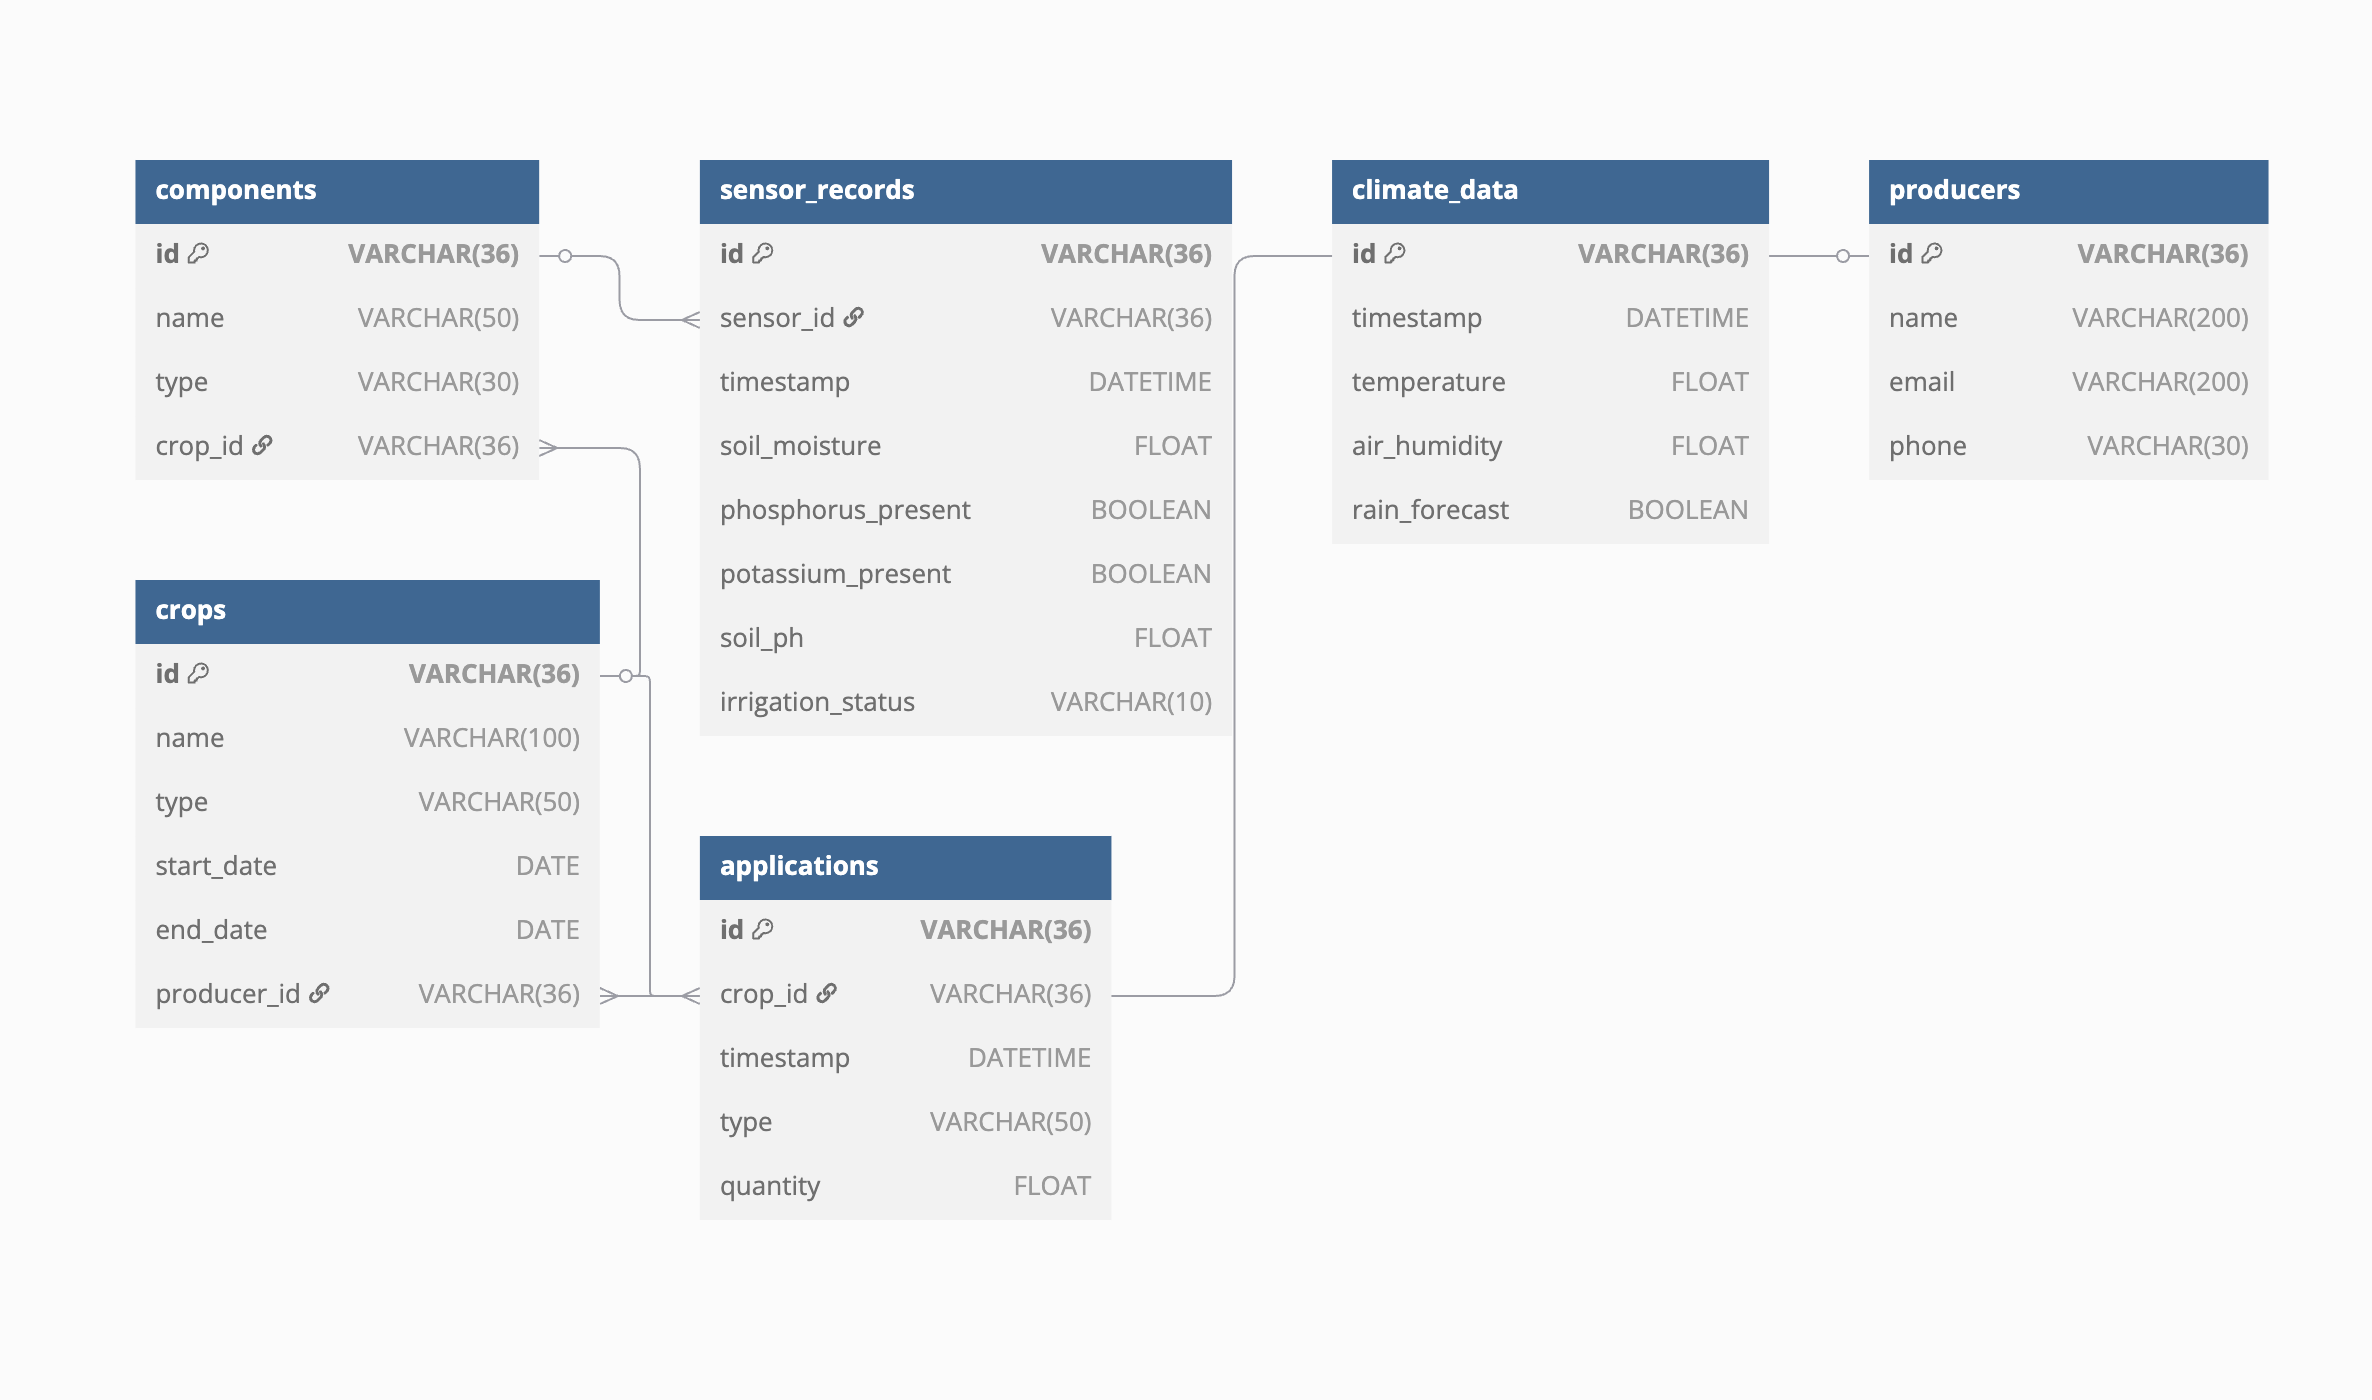 components
id VARCHAR(36)
name VARCHAR(50)
type VARCHAR(30)
crop_id VARCHAR(36)
sensor_records
id VARCHAR(36)
sensor_id VARCHAR(36)
timestamp DATETIME
soil_moisture FLOAT
phosphorus_present BOOLEAN
potassium_present BOOLEAN
soil_ph FLOAT
irrigation_status VARCHAR(10)
climate_data
id VARCHAR(36)
timestamp DATETIME
temperature FLOAT
air_humidity FLOAT
rain_forecast BOOLEAN
producers
id VARCHAR(36)
name VARCHAR(200)
email VARCHAR(200)
phone VARCHAR(30)
crops
id VARCHAR(36)
name VARCHAR(100)
type VARCHAR(50)
start_date DATE
end_date DATE
producer_id VARCHAR(36)
applications
id VARCHAR(36)
crop_id VARCHAR(36)
timestamp DATETIME
type VARCHAR(50)
quantity FLOAT